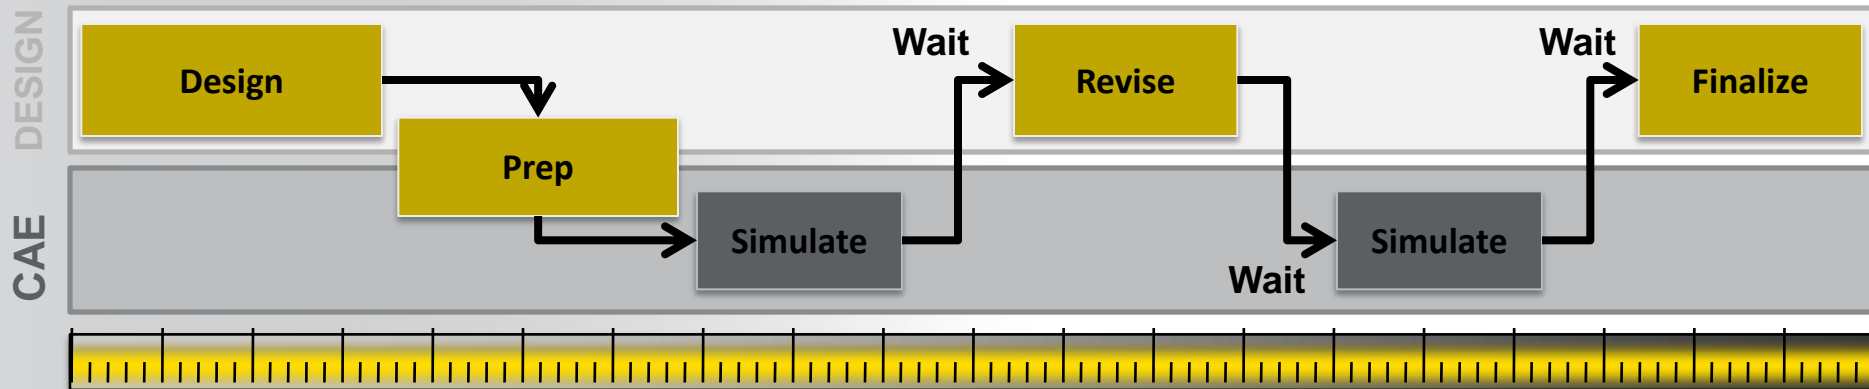 DESIGN
Design
Prep
Wait
Revise
Wait
Finalize
CAE
Simulate
Wait
Simulate